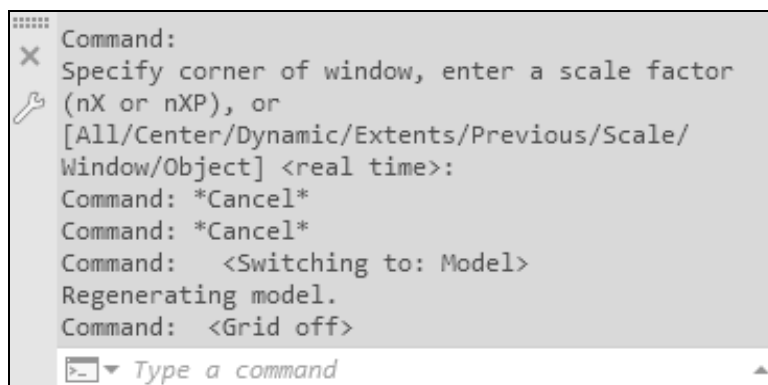 Command:
Specify corner of window, enter a scale factor
(nX or nXP), or
[All/Center/Dynamic/Extents/Previous/Scale/
Window/Object] <real time>:
Command: *Cancel*
Command: *Cancel*
Command:   <Switching to: Model>
Regenerating model.
Command:  <Grid off>
Type a command